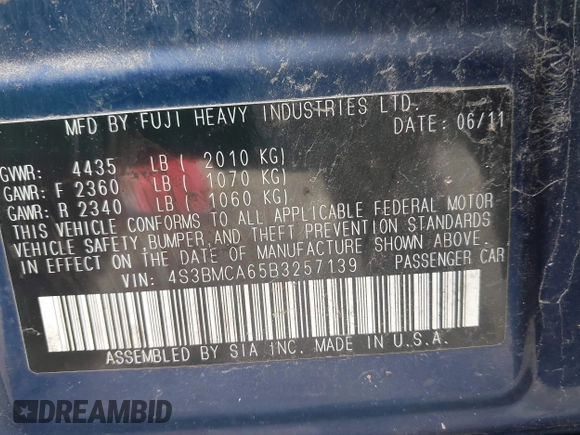 MFD BY FUJI HEAVY INDUSTRIES LTD.
DATE: 06/11
GVWR: 4435 LB ( 2010 KG)
GAWR: F 2360 LB ( 1070 KG)
GAWR: R 2340 LB ( 1060 KG)
THIS VEHICLE CONFORMS TO ALL APPLICABLE FEDERAL MOTOR
VEHICLE SAFETY, BUMPER, AND THEFT PREVENTION STANDARDS
IN EFFECT ON THE DATE OF MANUFACTURE SHOWN ABOVE.
VIN: 4S3BMCA65B3257139 PASSENGER CAR
ASSEMBLED BY SIA INC. MADE IN U.S.A.
DREAMBID